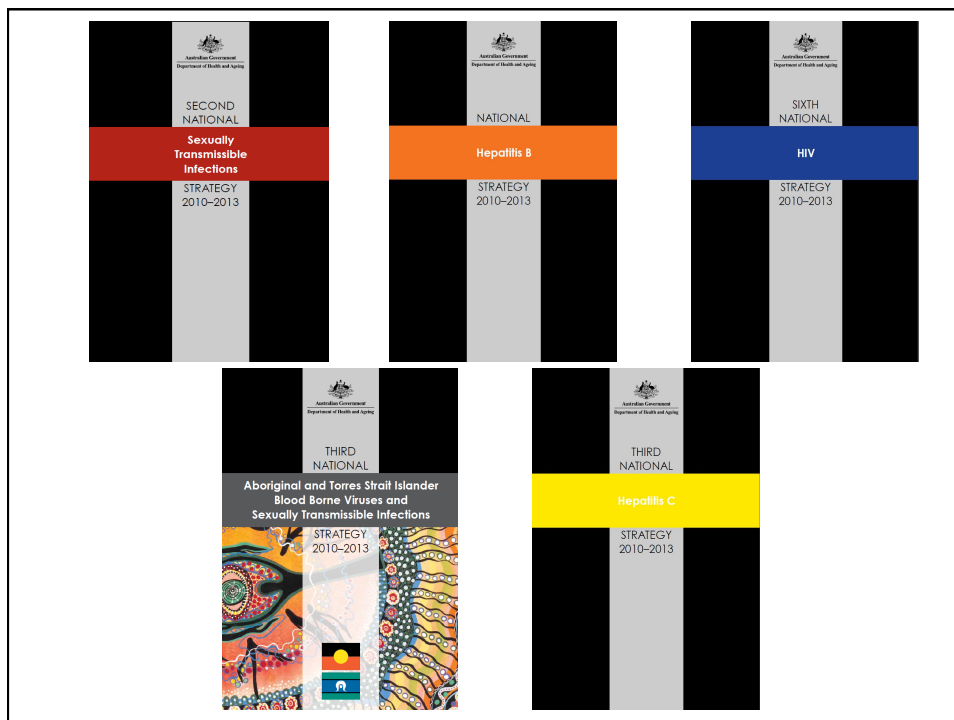 Australian Government
Department of Health and Ageing
SECOND
NATIONAL
Sexually
Transmissible
Infections
STRATEGY
2010–2013
Australian Government
Department of Health and Ageing
NATIONAL
Hepatitis B
STRATEGY
2010–2013
Australian Government
Department of Health and Ageing
SIXTH
NATIONAL
HIV
STRATEGY
2010–2013
Australian Government
Department of Health and Ageing
THIRD
NATIONAL
Aboriginal and Torres Strait Islander
Blood Borne Viruses and
Sexually Transmissible Infections
STRATEGY
2010–2013
Australian Government
Department of Health and Ageing
THIRD
NATIONAL
Hepatitis C
STRATEGY
2010–2013